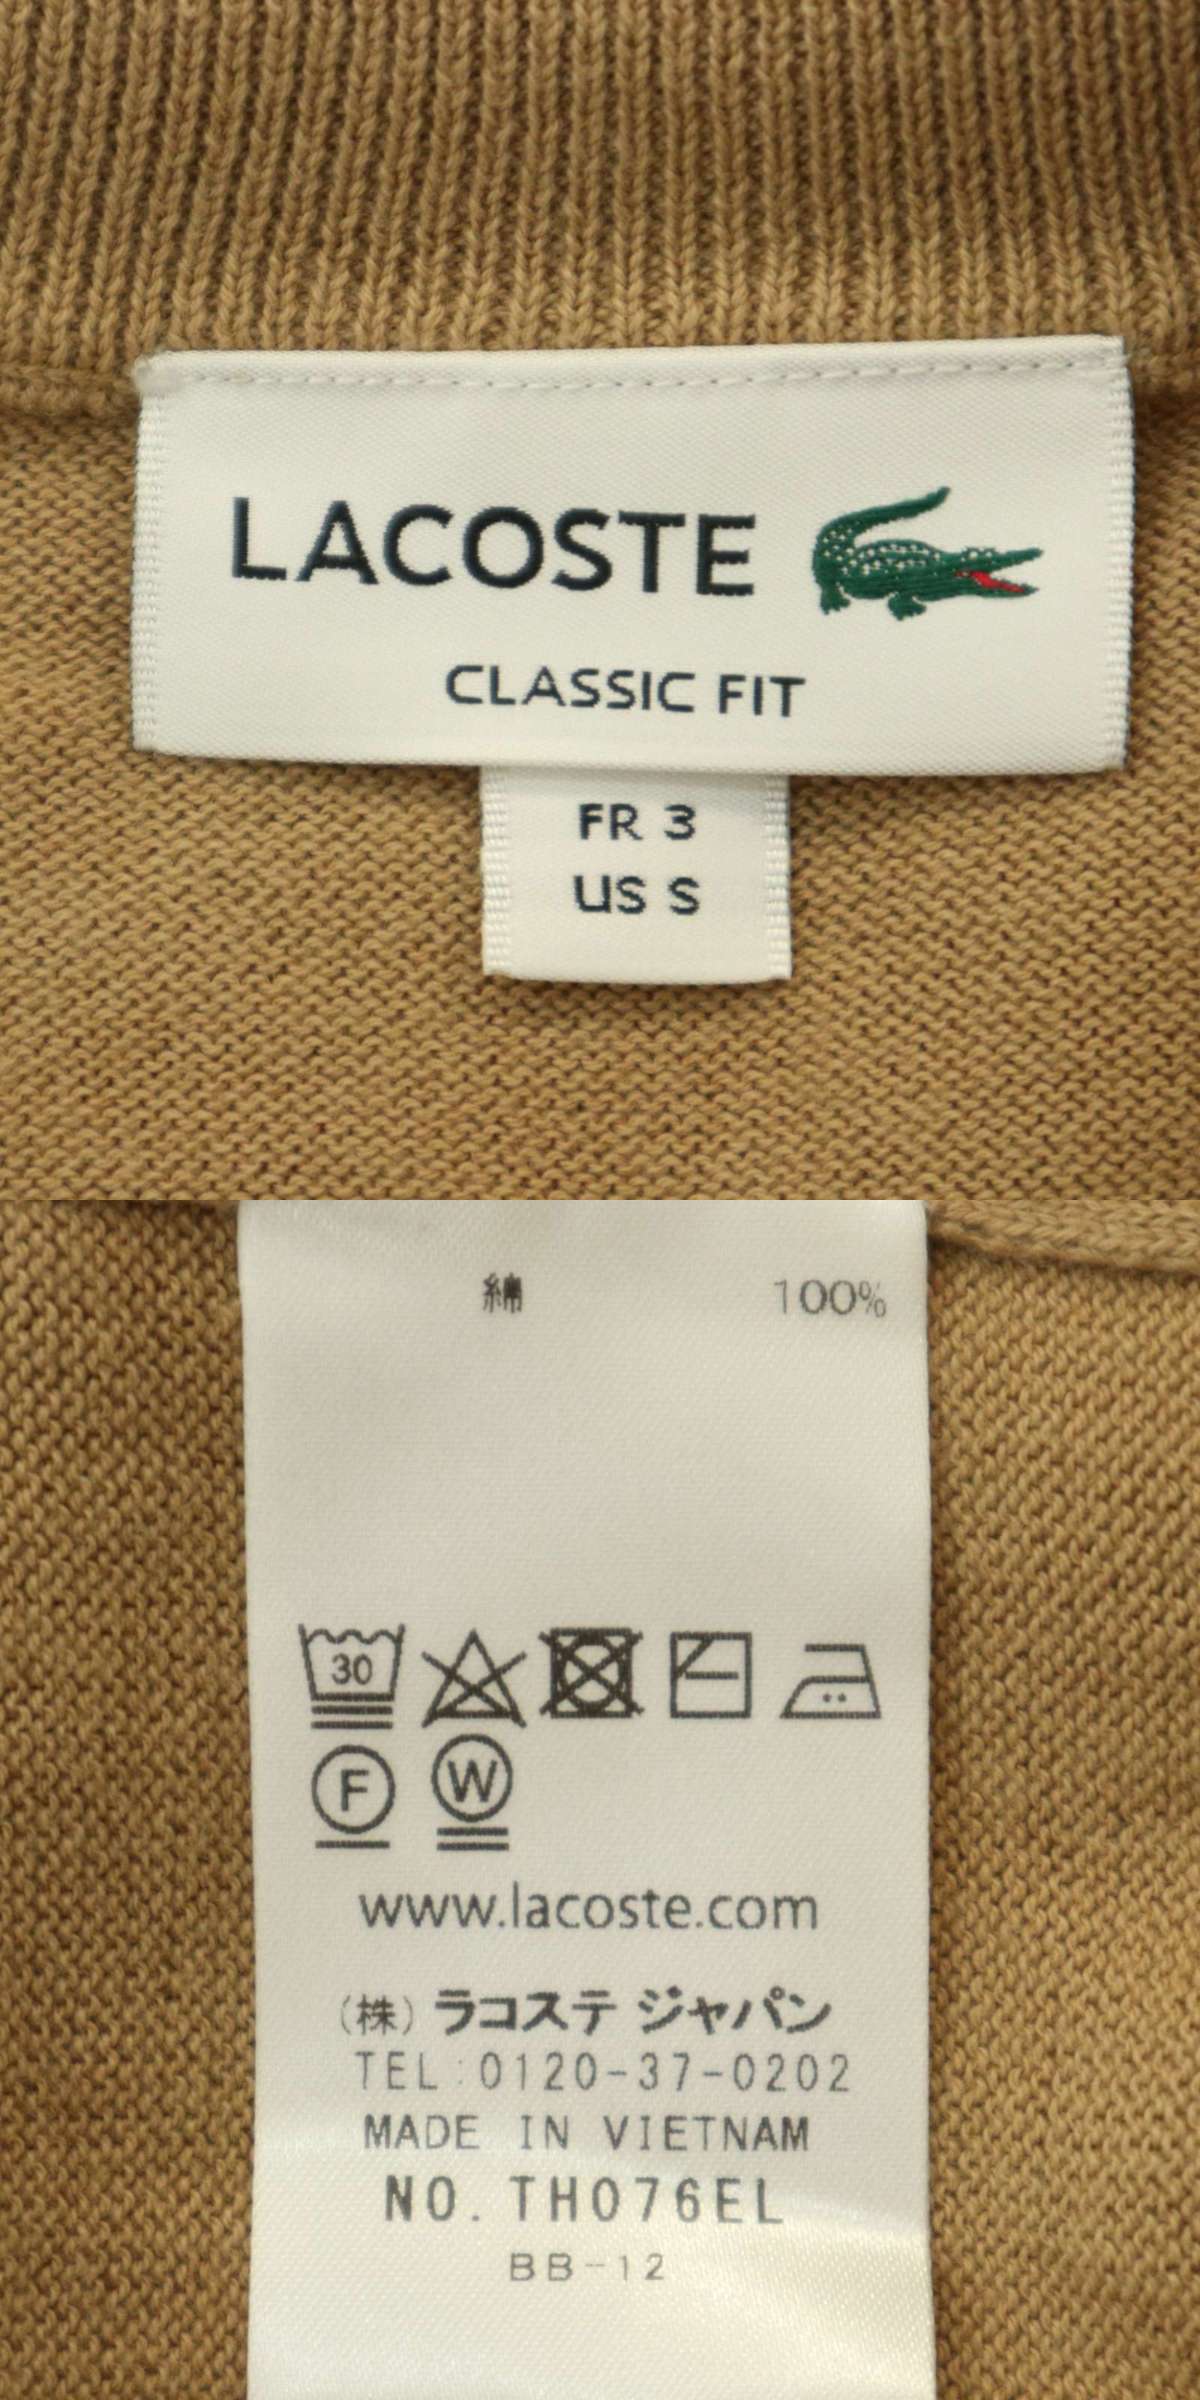 LACOSTE
CLASSIC FIT
FR 3
US S
綿 100%
30
F W
www.lacoste.com
(株) ラコステ ジャパン
TEL:0120-37-0202
MADE IN VIETNAM
NO.TH076EL
BB-12